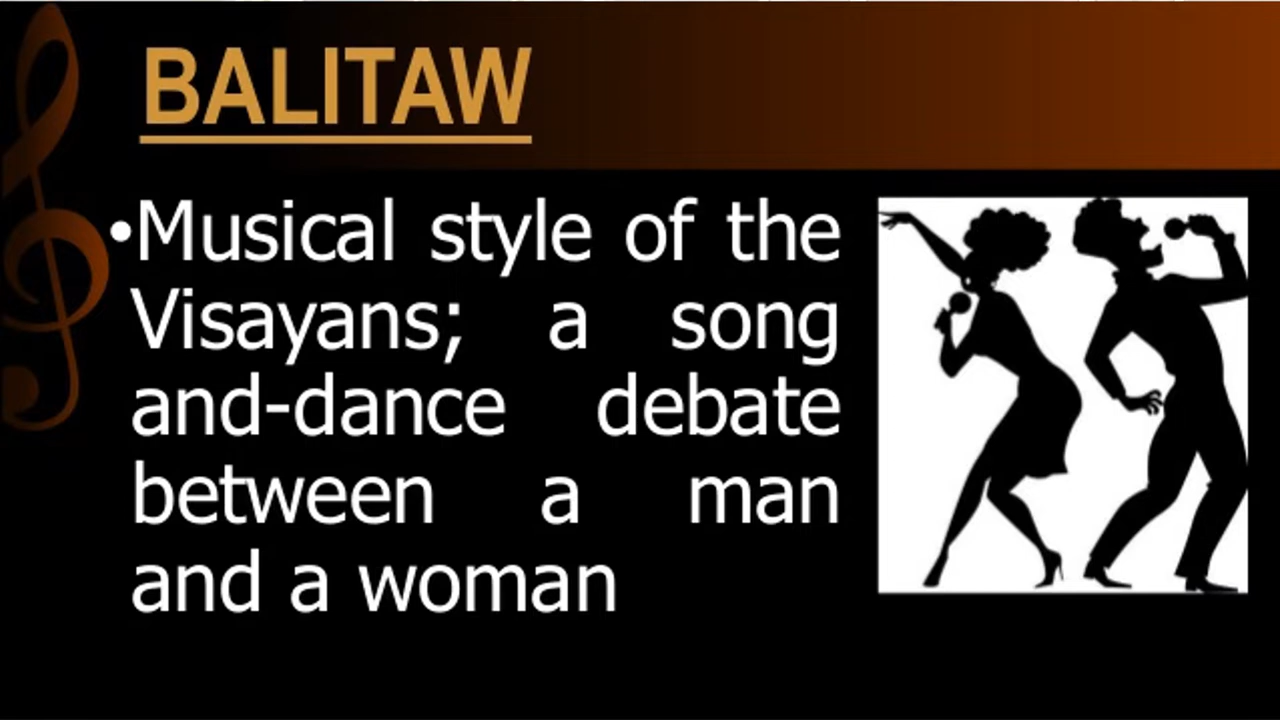 BALITAW
•Musical style of the
Visayans; a song
and-dance debate
between a man
and a woman